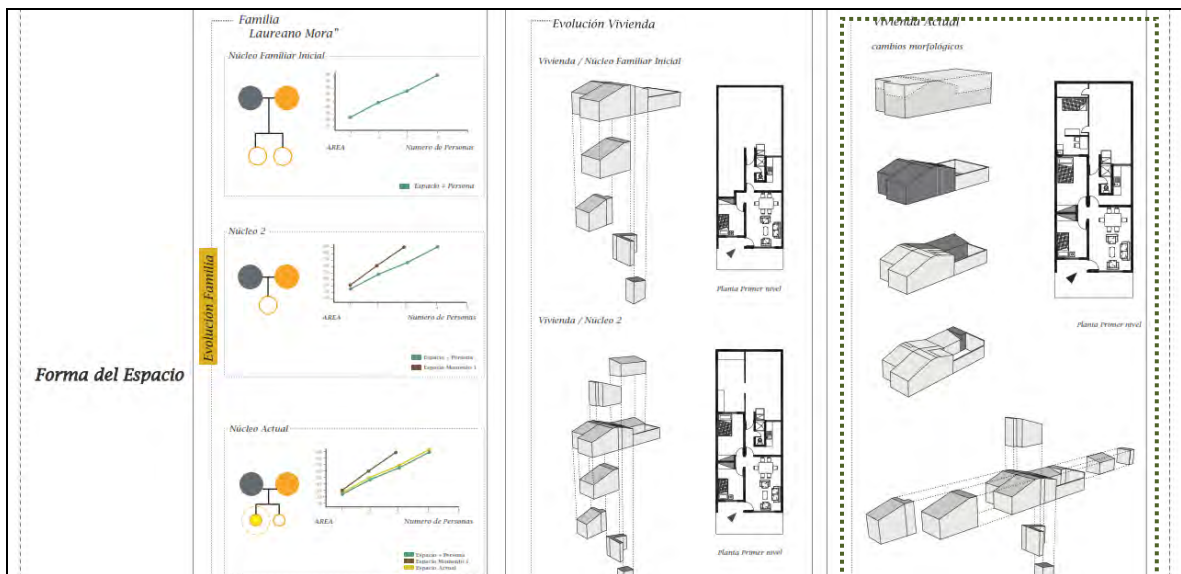 Forma del Espacio
Evolución Familia
Familia
Laureano Mora"
Núcleo Familiar Inicial
AREA
Numero de Personas
Espacio + Persona
Núcleo 2
AREA
Numero de Personas
Espacio + Persona
Espacio Momento 1
Núcleo Actual
AREA
Numero de Personas
Espacio + Persona
Espacio Momento 1
Espacio Actual
Evolución Vivienda
Vivienda / Núcleo Familiar Inicial
Planta Primer nivel
Vivienda / Núcleo 2
Planta Primer nivel
Vivienda Actual
cambios morfológicos
Planta Primer nivel